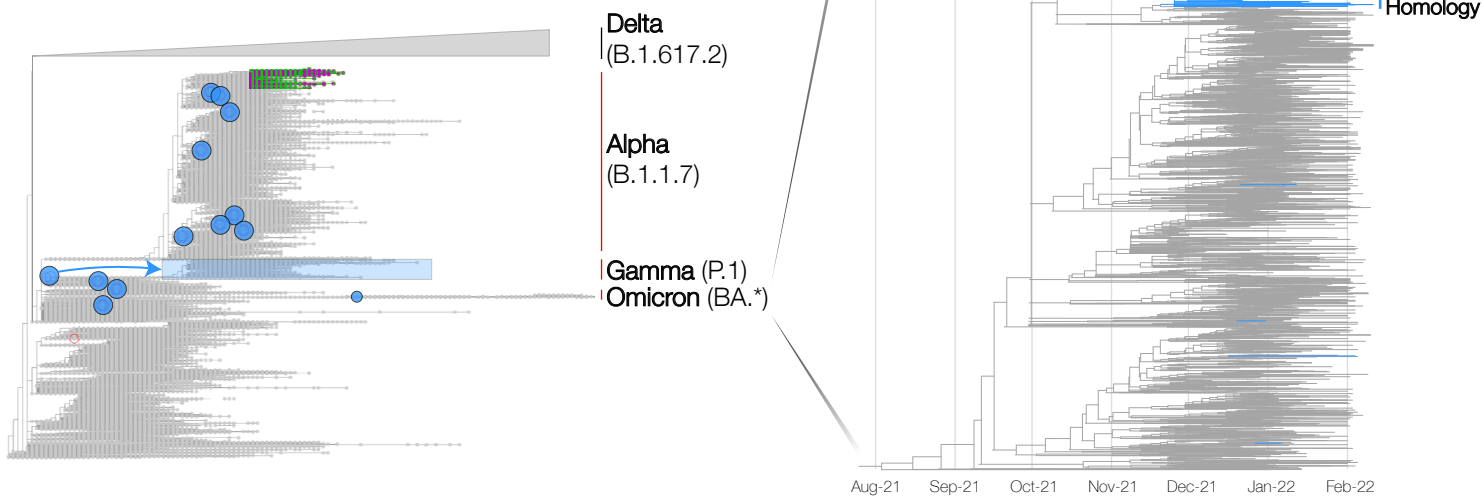 Homology
Delta
(B.1.617.2)
Alpha
(B.1.1.7)
Gamma (P.1)
Omicron (BA.*)
Aug-21 Sep-21 Oct-21 Nov-21 Dec-21 Jan-22 Feb-22